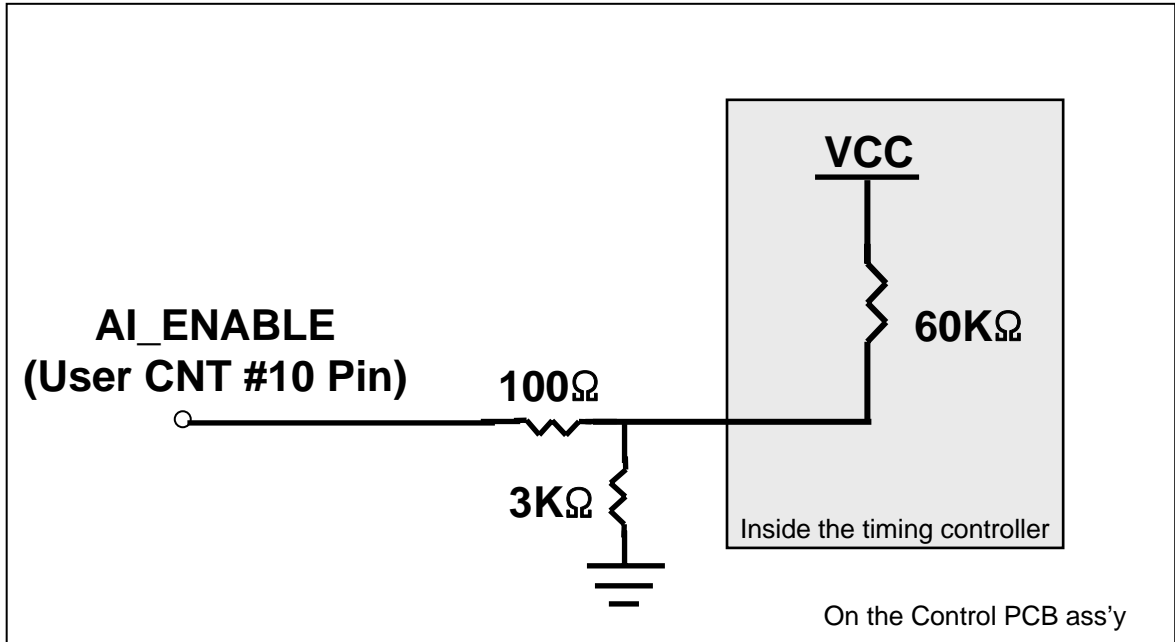 VCC
60KΩ
AI_ENABLE
(User CNT #10 Pin)
100Ω
3KΩ
Inside the timing controller
On the Control PCB ass'y